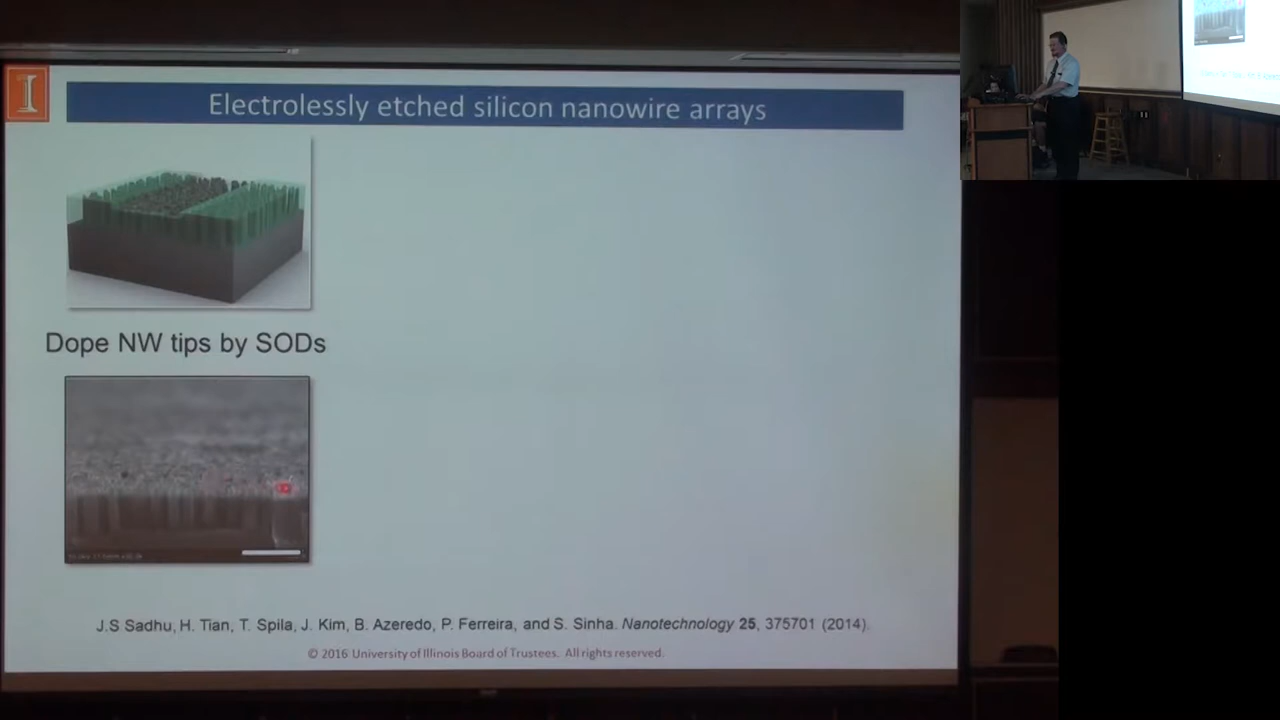 I
Electrolessly etched silicon nanowire arrays
Dope NW tips by SODs
J.S Sadhu, H. Tian, T. Spila, J. Kim, B. Azeredo, P. Ferreira, and S. Sinha. Nanotechnology 25, 375701 (2014).
© 2016 University of Illinois Board of Trustees. All rights reserved.